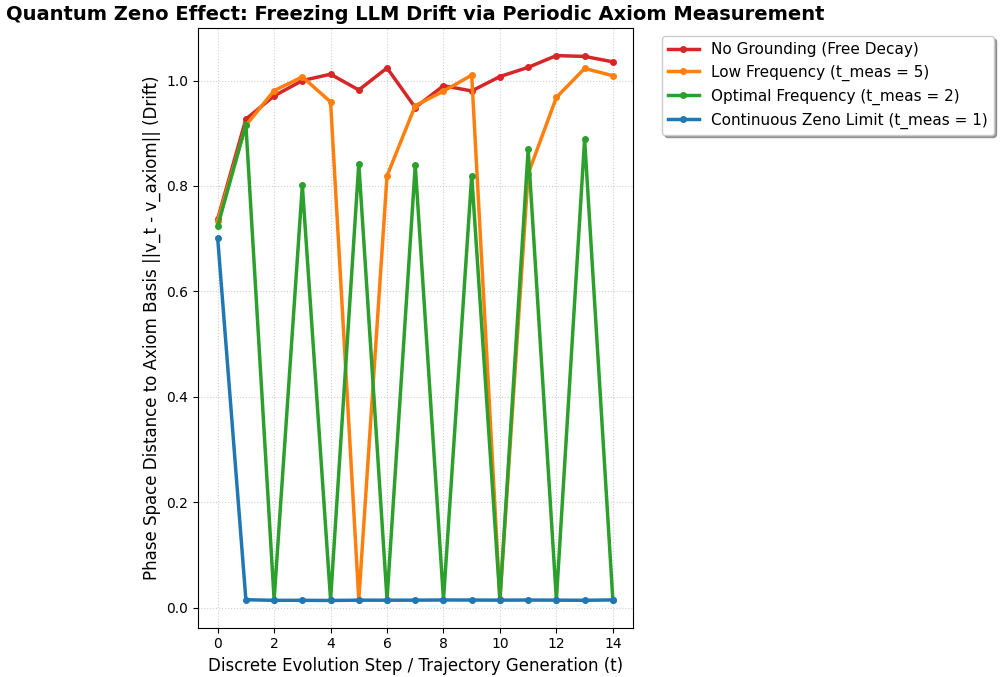 Quantum Zeno Effect: Freezing LLM Drift via Periodic Axiom Measurement
No Grounding (Free Decay)
Low Frequency (t_meas = 5)
Optimal Frequency (t_meas = 2)
Continuous Zeno Limit (t_meas = 1)
Phase Space Distance to Axiom Basis ||v_t - v_axiom|| (Drift)
1.0
0.8
0.6
0.4
0.2
0.0
0 2 4 6 8 10 12 14
Discrete Evolution Step / Trajectory Generation (t)